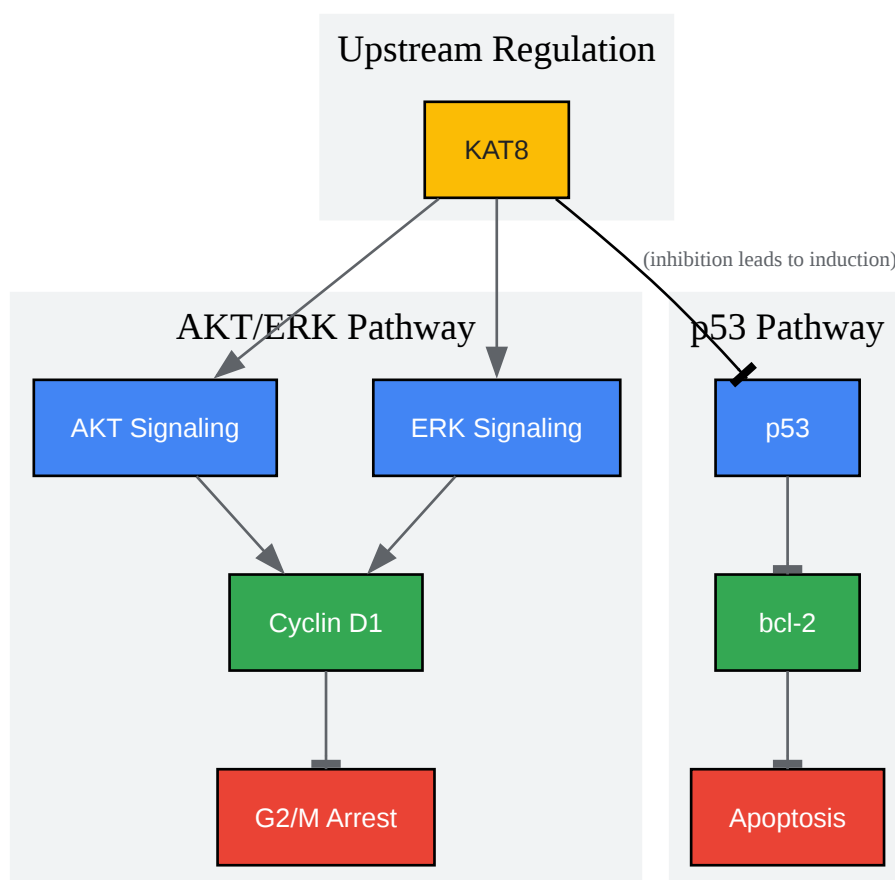 Upstream Regulation
KAT8
(inhibition leads to induction)
AKT/ERK Pathway
p53 Pathway
AKT Signaling
ERK Signaling
p53
Cyclin D1
bcl-2
G2/M Arrest
Apoptosis